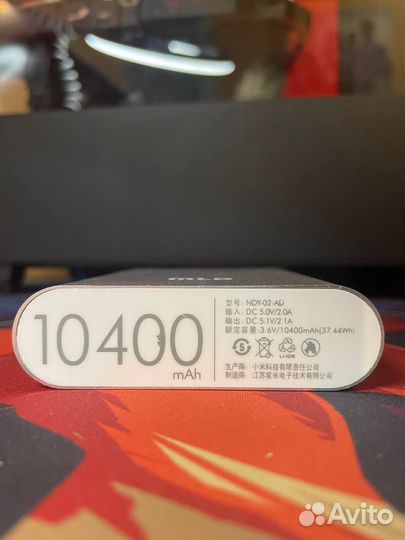 10400
mAh
型号: NDY-02-AD
输入: DC 5.0V/2.0A
输出: DC 5.1V/2.1A
额定容量: 3.6V/10400mAh(37.44Wh)
5
LI-ION
生产商: 小米科技有限责任公司
制造商: 江苏紫米电子技术有限公司
Avito